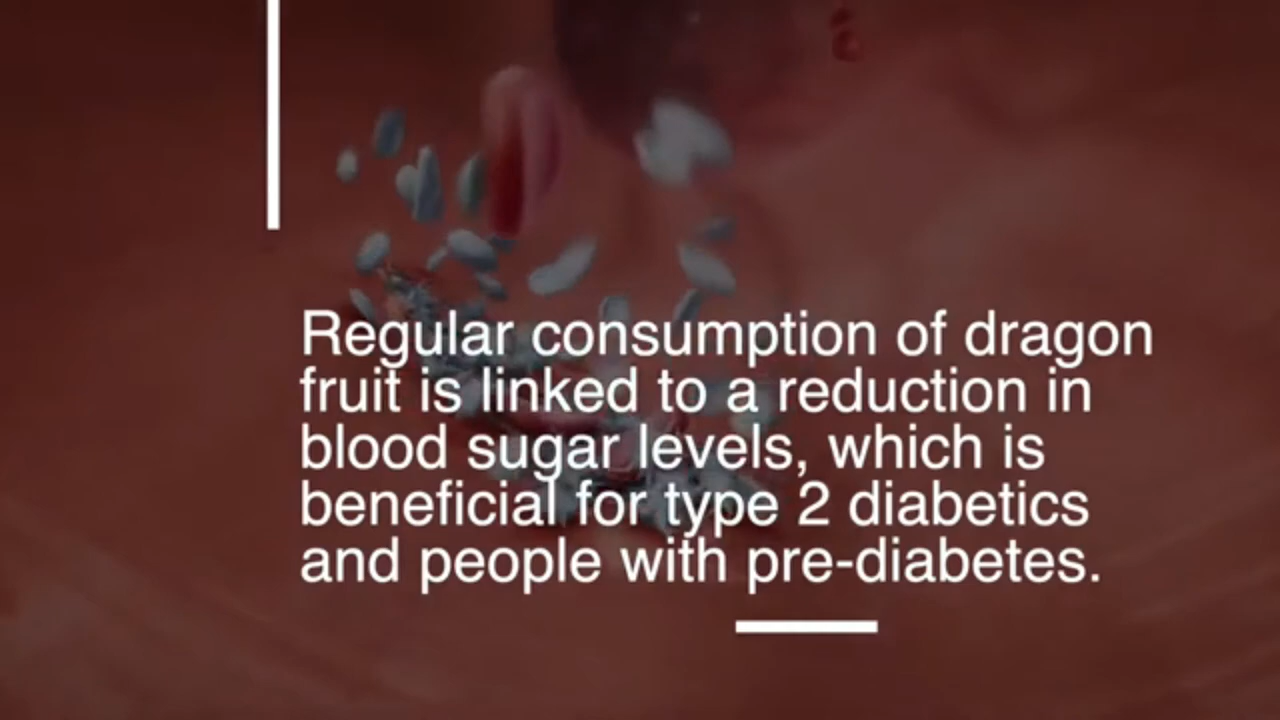 Regular consumption of dragon
fruit is linked to a reduction in
blood sugar levels, which is
beneficial for type 2 diabetics
and people with pre-diabetes.